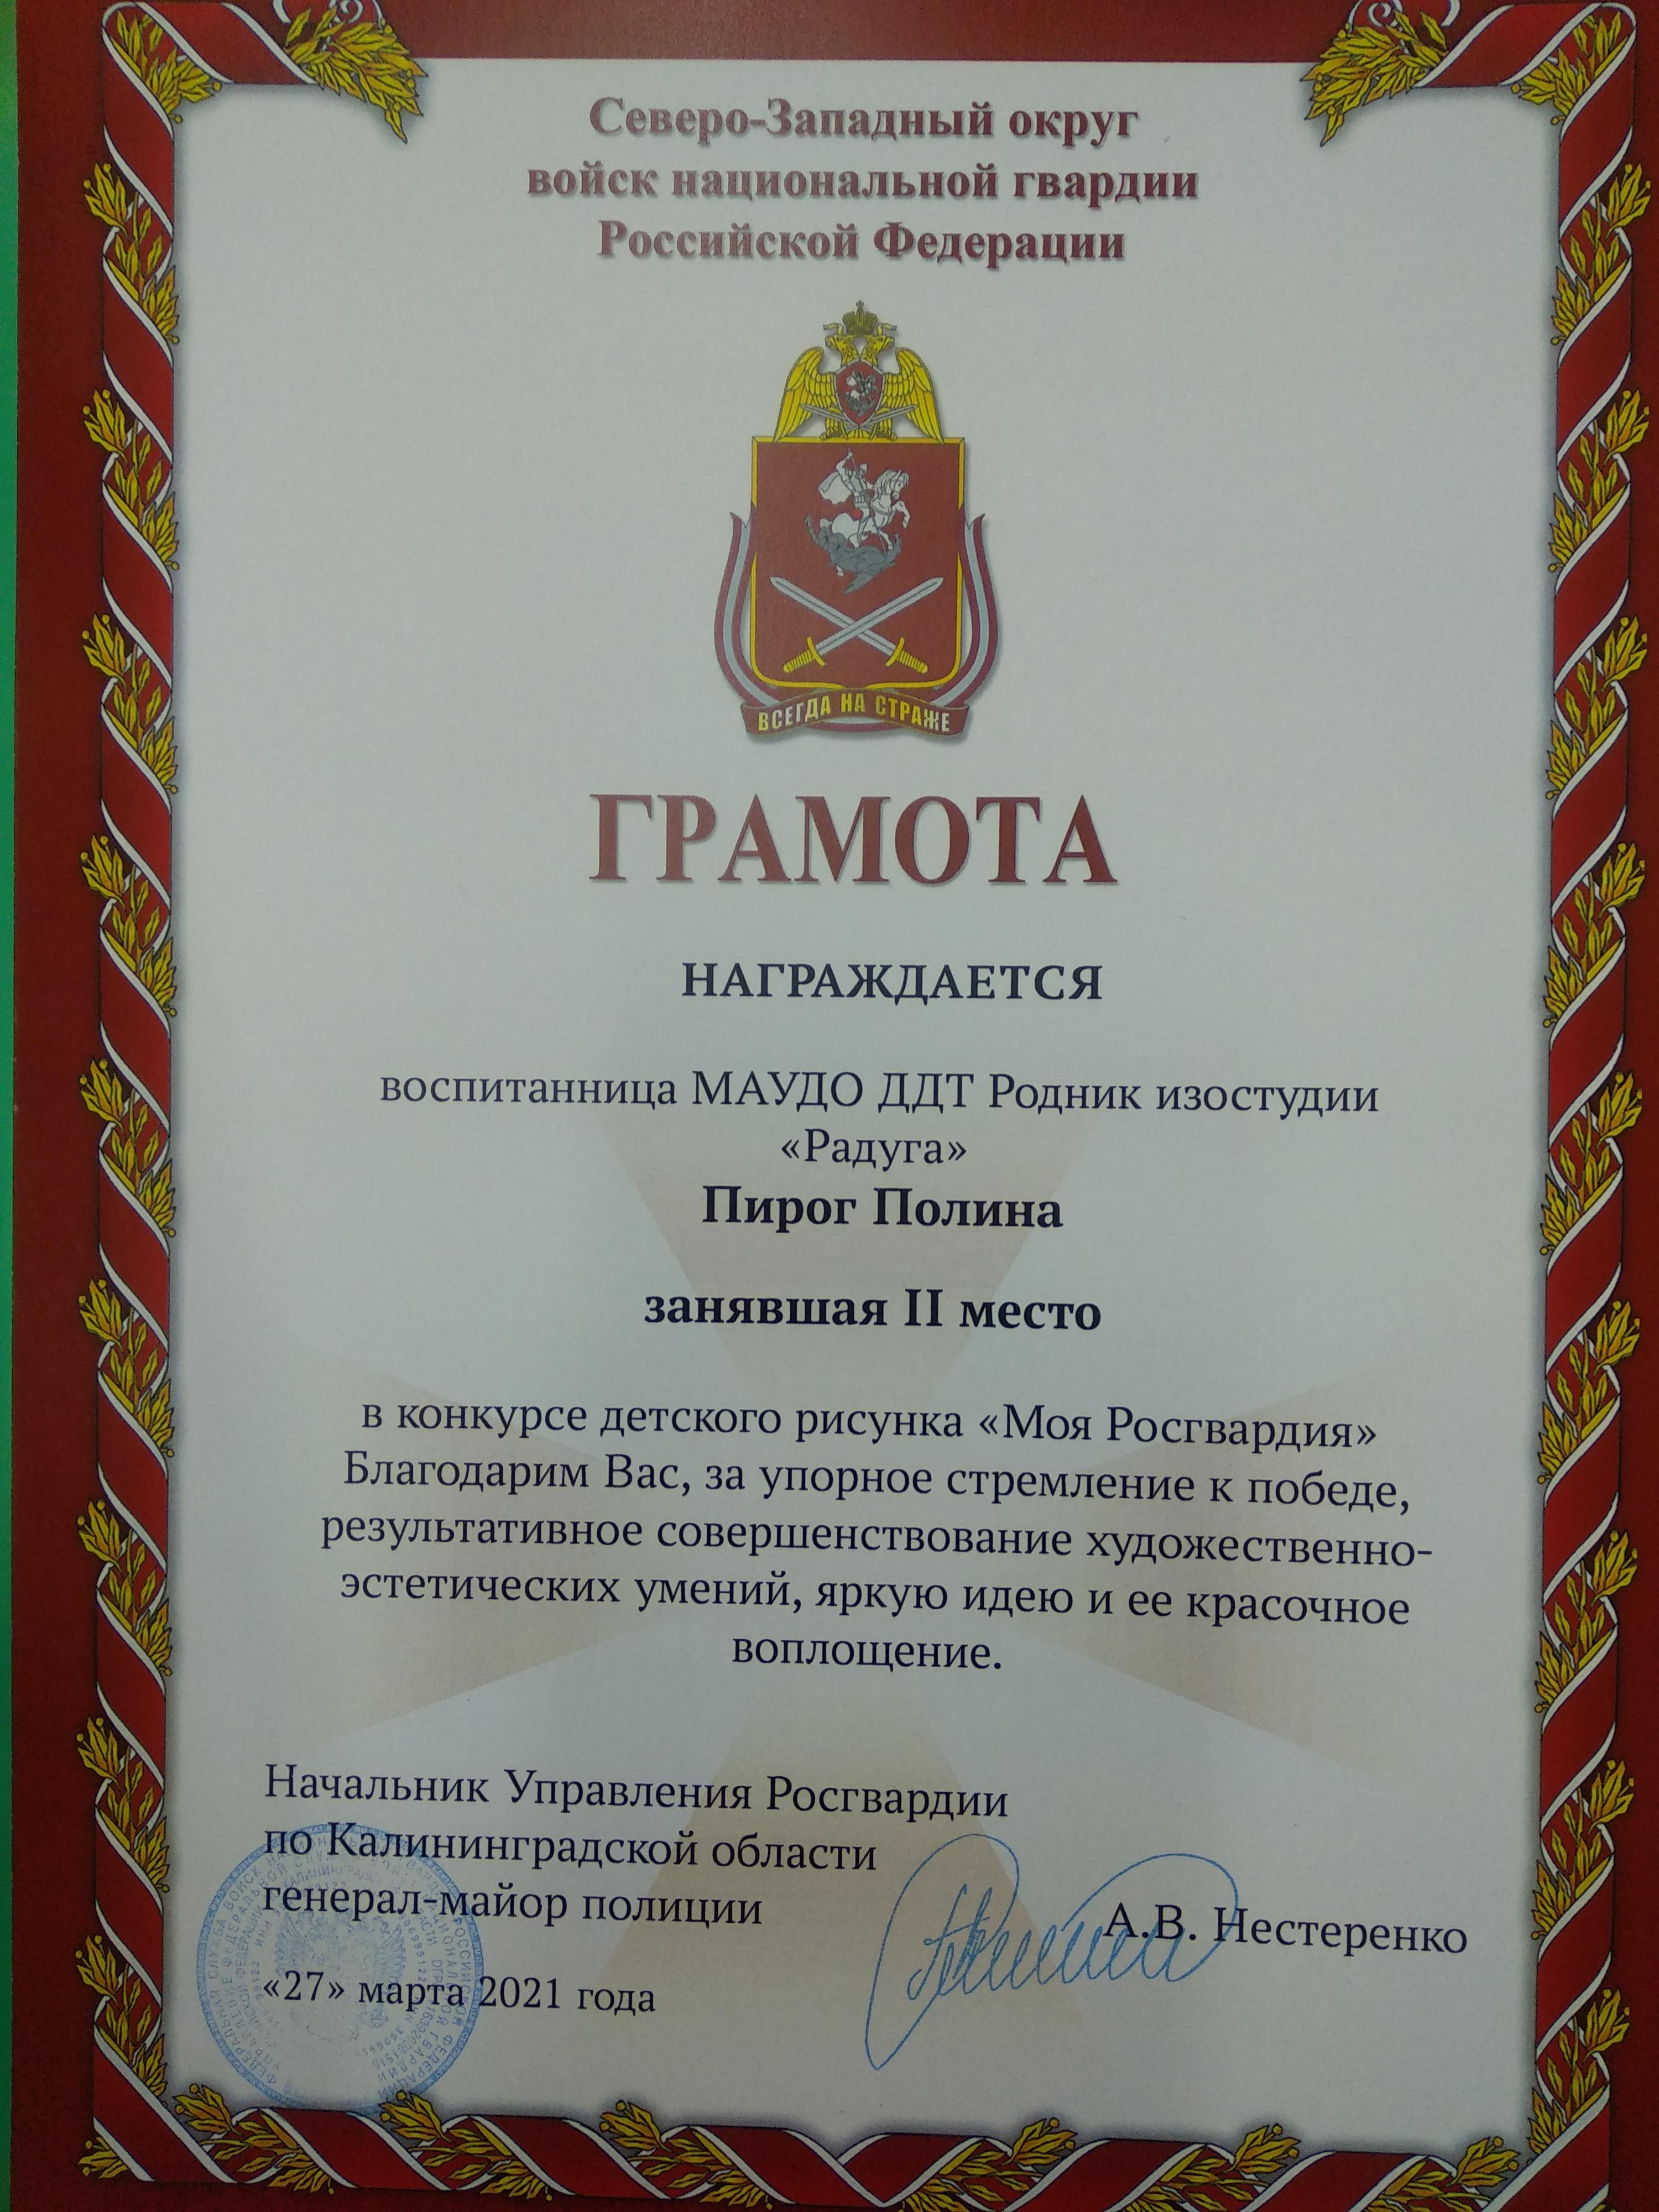 Северо-Западный округ
войск национальной гвардии
Российской Федерации
ВСЕГДА НА СТРАЖЕ
ГРАМОТА
НАГРАЖДАЕТСЯ
воспитанница МАУДО ДДТ Родник изостудии
«Радуга»
Пирог Полина
занявшая II место
в конкурсе детского рисунка «Моя Росгвардия»
Благодарим Вас, за упорное стремление к победе,
результативное совершенствование художественно-
эстетических умений, яркую идею и ее красочное
воплощение.
Начальник Управления Росгвардии
по Калининградской области
генерал-майор полиции
А.В. Нестеренко
«27» марта 2021 года